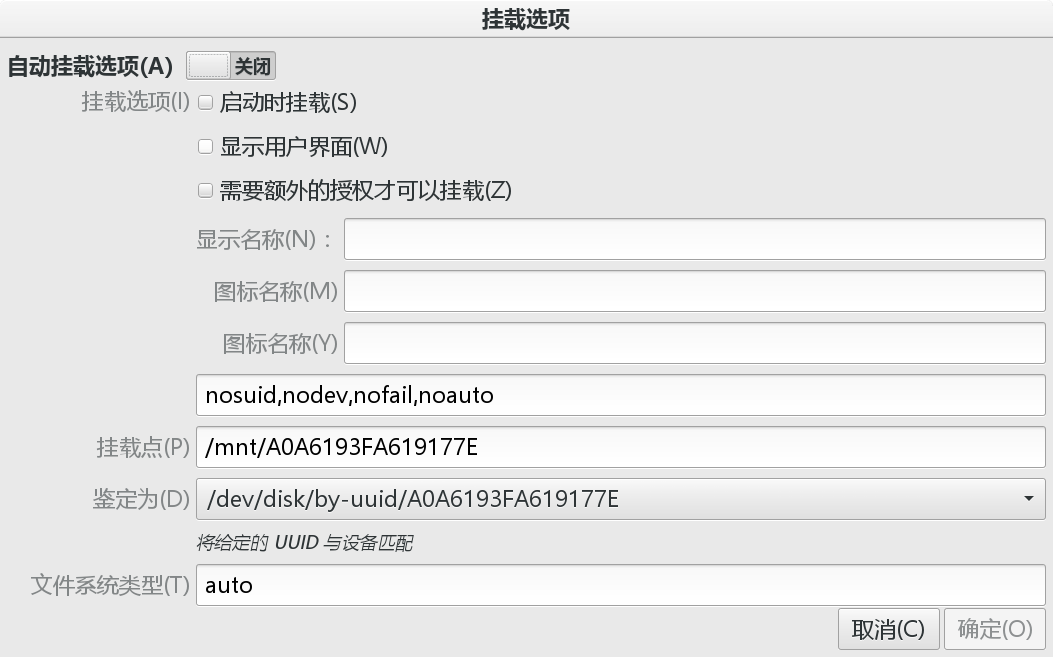 挂载选项
自动挂载选项(A) 关闭
挂载选项(I) 启动时挂载(S)
显示用户界面(W)
需要额外的授权才可以挂载(Z)
显示名称(N)：
图标名称(M)
图标名称(Y)
nosuid,nodev,nofail,noauto
挂载点(P) /mnt/A0A6193FA619177E
鉴定为(D) /dev/disk/by-uuid/A0A6193FA619177E
将给定的 UUID 与设备匹配
文件系统类型(T) auto
取消(C) 确定(O)